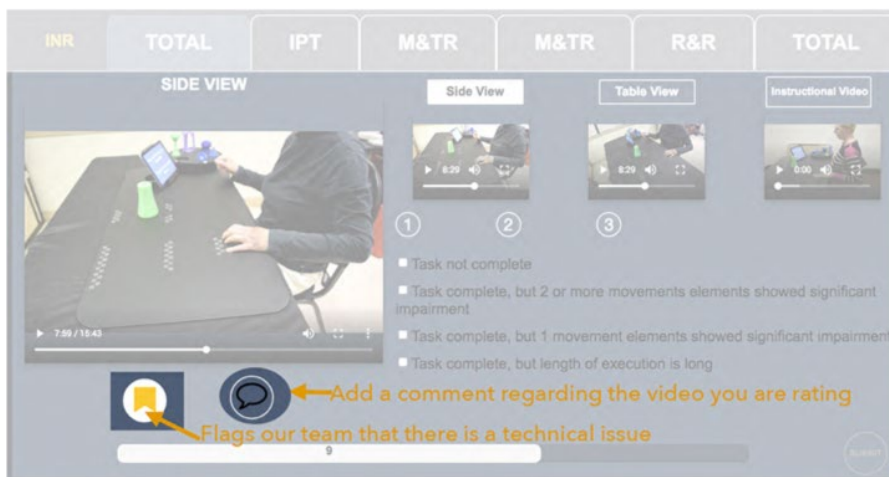 INR TOTAL IPT M&TR M&TR R&R TOTAL
SIDE VIEW
Side View Table View Instructional Video
8:29 8:29 0:00
1 2 3
Task not complete
Task complete, but 2 or more movements elements showed significant
impairment
Task complete, but 1 movement elements showed significant impairment
Task complete, but length of execution is long
7:59 / 15:43
Add a comment regarding the video you are rating
Flags our team that there is a technical issue
9
SUBMIT